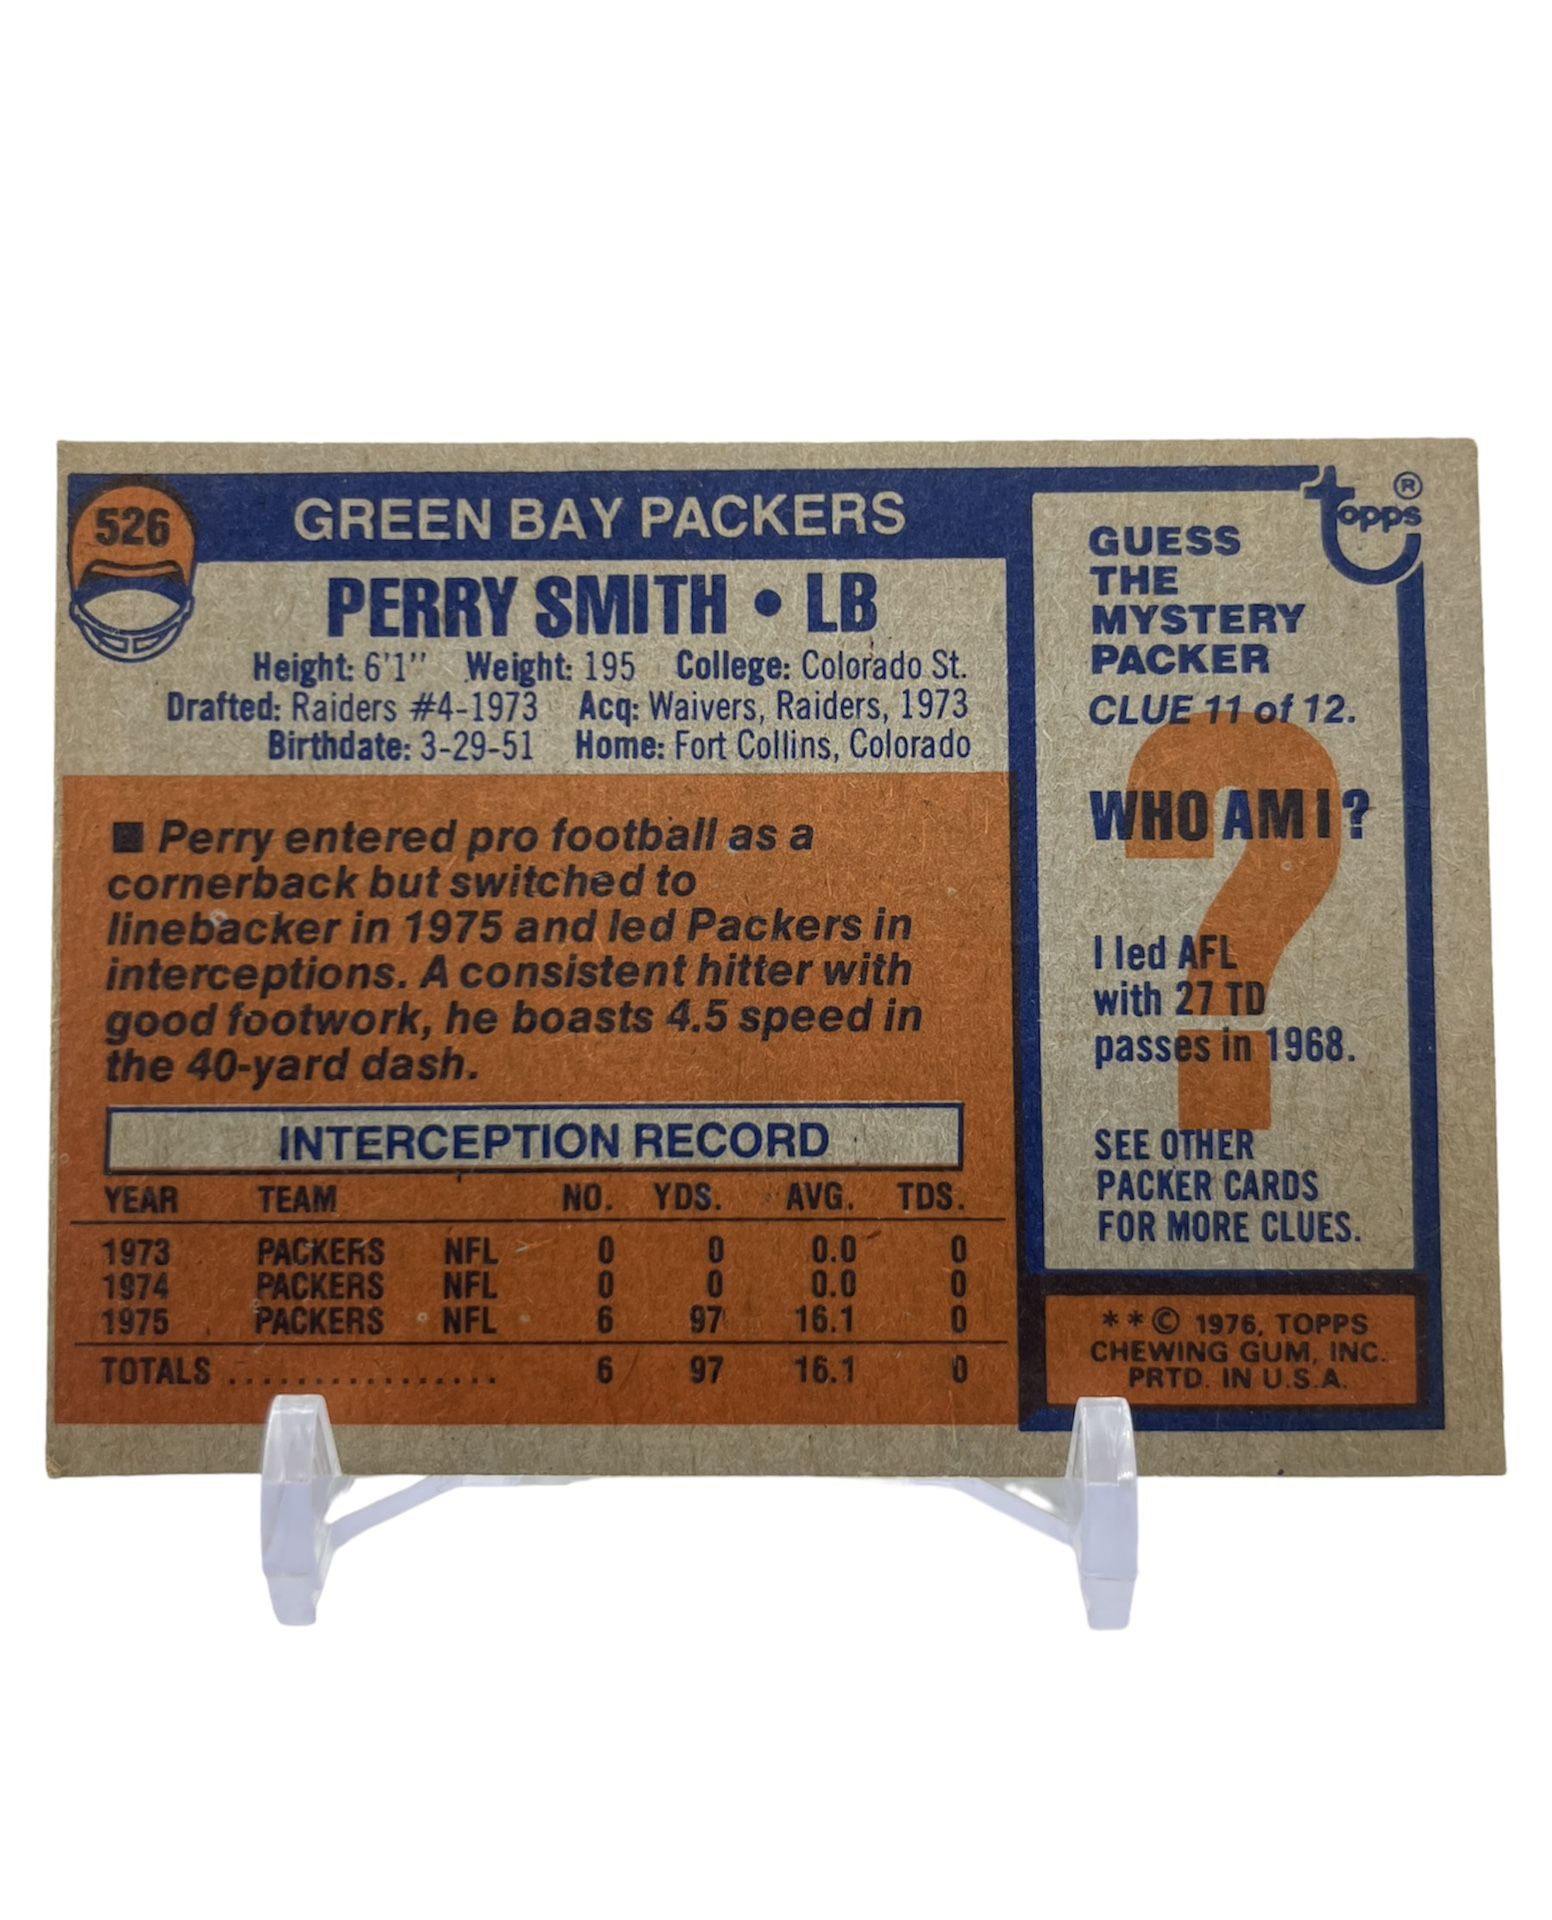 526
GREEN BAY PACKERS
PERRY SMITH • LB
Height: 6'1" Weight: 195 College: Colorado St.
Drafted: Raiders #4-1973 Acq: Waivers, Raiders, 1973
Birthdate: 3-29-51 Home: Fort Collins, Colorado
■ Perry entered pro football as a
cornerback but switched to
linebacker in 1975 and led Packers in
interceptions. A consistent hitter with
good footwork, he boasts 4.5 speed in
the 40-yard dash.
INTERCEPTION RECORD
YEAR TEAM NO. YDS. AVG. TDS.
1973 PACKERS NFL 0 0 0.0 0
1974 PACKERS NFL 0 0 0.0 0
1975 PACKERS NFL 6 97 16.1 0
TOTALS ................ 6 97 16.1 0
topps ®
GUESS
THE
MYSTERY
PACKER
CLUE 11 of 12.
?
WHO AM I?
I led AFL
with 27 TD
passes in 1968.
SEE OTHER
PACKER CARDS
FOR MORE CLUES.
**© 1976, TOPPS
CHEWING GUM, INC.
PRTD. IN U.S.A.